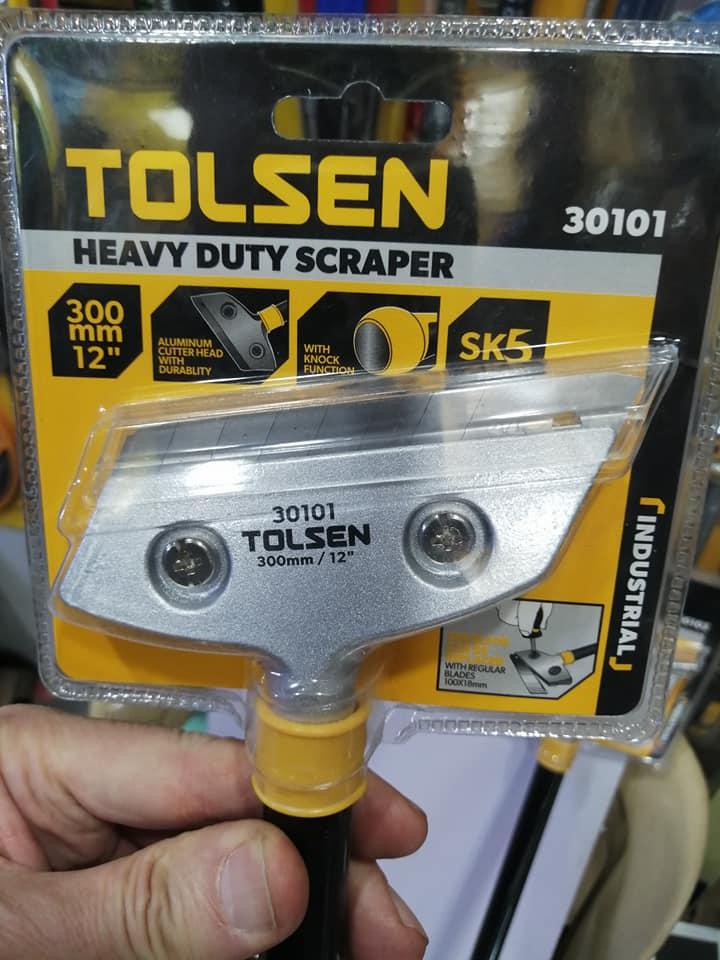 TOLSEN
30101
HEAVY DUTY SCRAPER
300
mm
12"
ALUMINUM
CUTTER HEAD
WITH
DURABLITY
WITH
KNOCK
FUNCTION
SK5
30101
TOLSEN
300mm / 12"
INDUSTRIAL
WITH REGULAR
BLADES
100X18mm